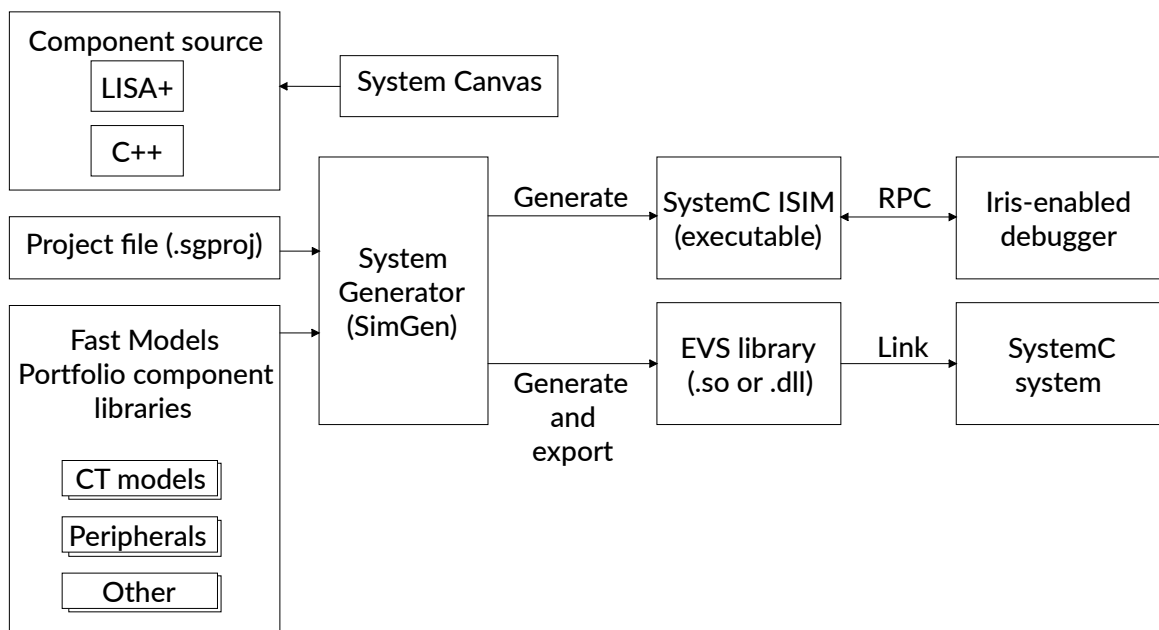 Component source
LISA+
C++
System Canvas
Project file (.sgproj)
Fast Models
Portfolio component
libraries
CT models
Peripherals
Other
System
Generator
(SimGen)
Generate
Generate
and
export
SystemC ISIM
(executable)
EVS library
(.so or .dll)
RPC
Link
Iris-enabled
debugger
SystemC
system